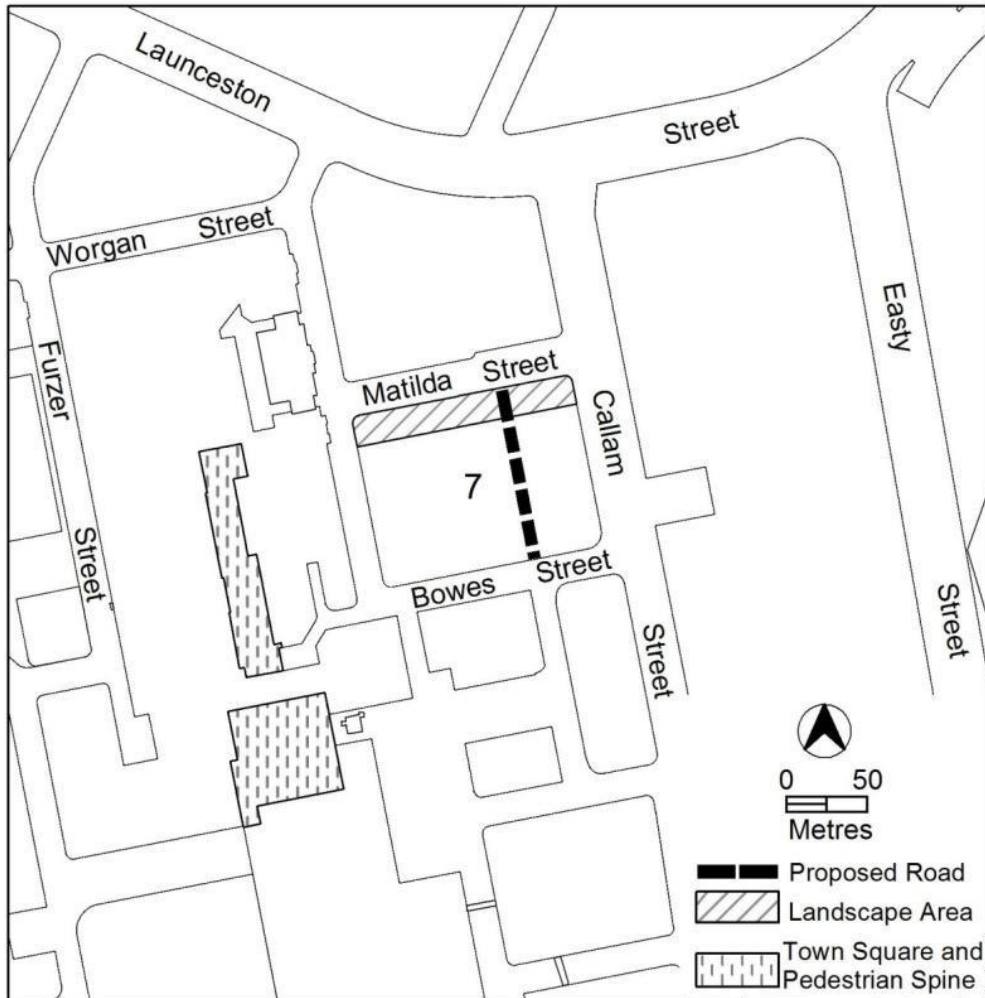 Launceston
Street
Worgan Street
Easty
Furzer
Matilda Street
Callam
7
Street
Bowes Street
Street
Street
0 50
Metres
Proposed Road
Landscape Area
Town Square and
Pedestrian Spine